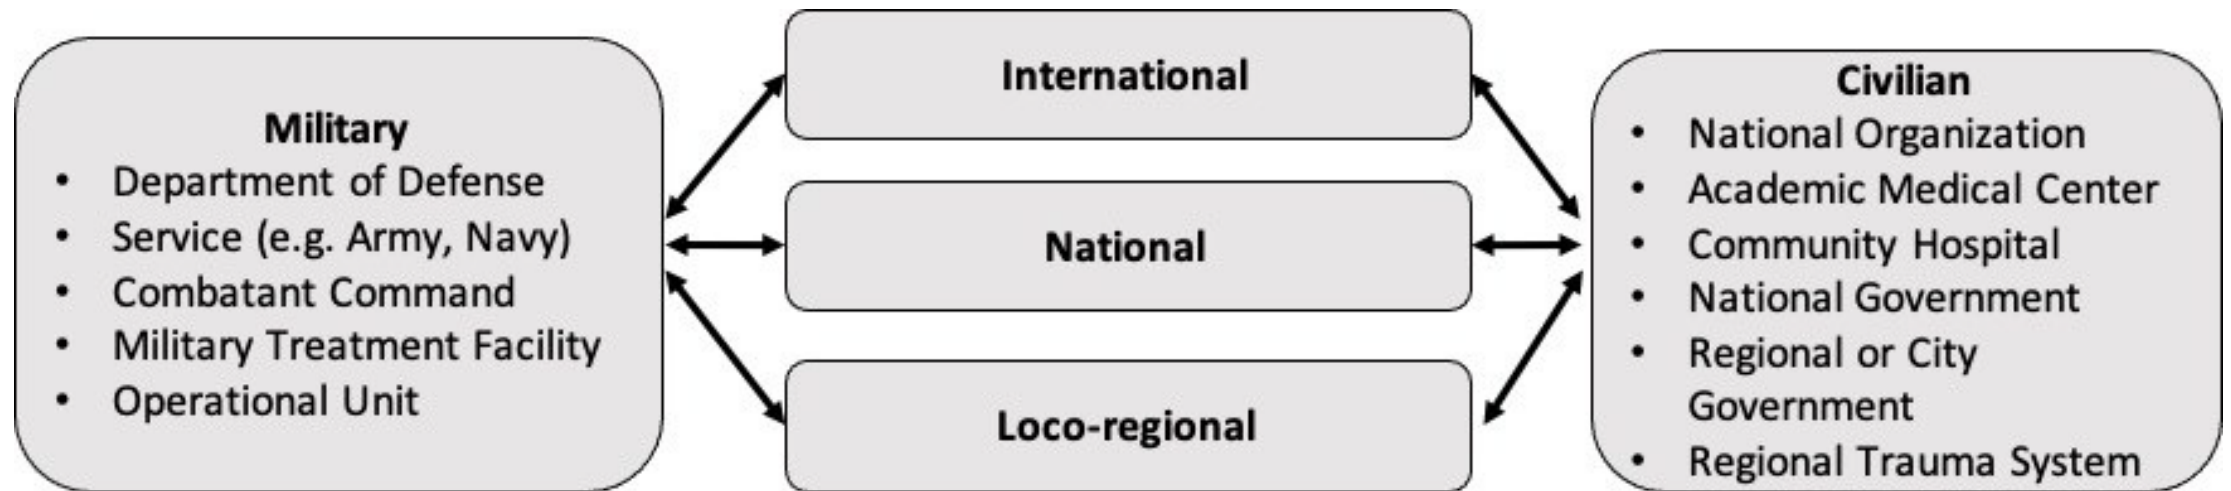 Military
• Department of Defense
• Service (e.g. Army, Navy)
• Combatant Command
• Military Treatment Facility
• Operational Unit
International
National
Loco-regional
Civilian
• National Organization
• Academic Medical Center
• Community Hospital
• National Government
• Regional or City
Government
• Regional Trauma System